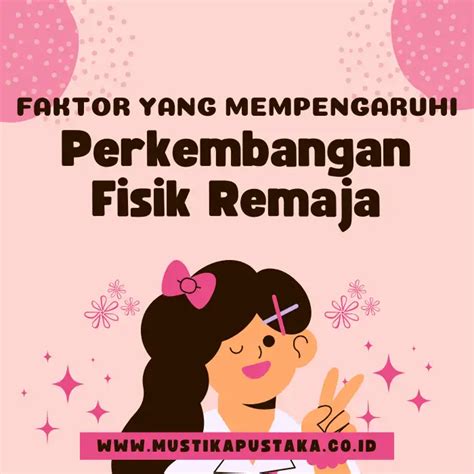 FAKTOR YANG MEMPENGARUHI
Perkembangan
Fisik Remaja
WWW.MUSTIKAPUSTAKA.CO.ID